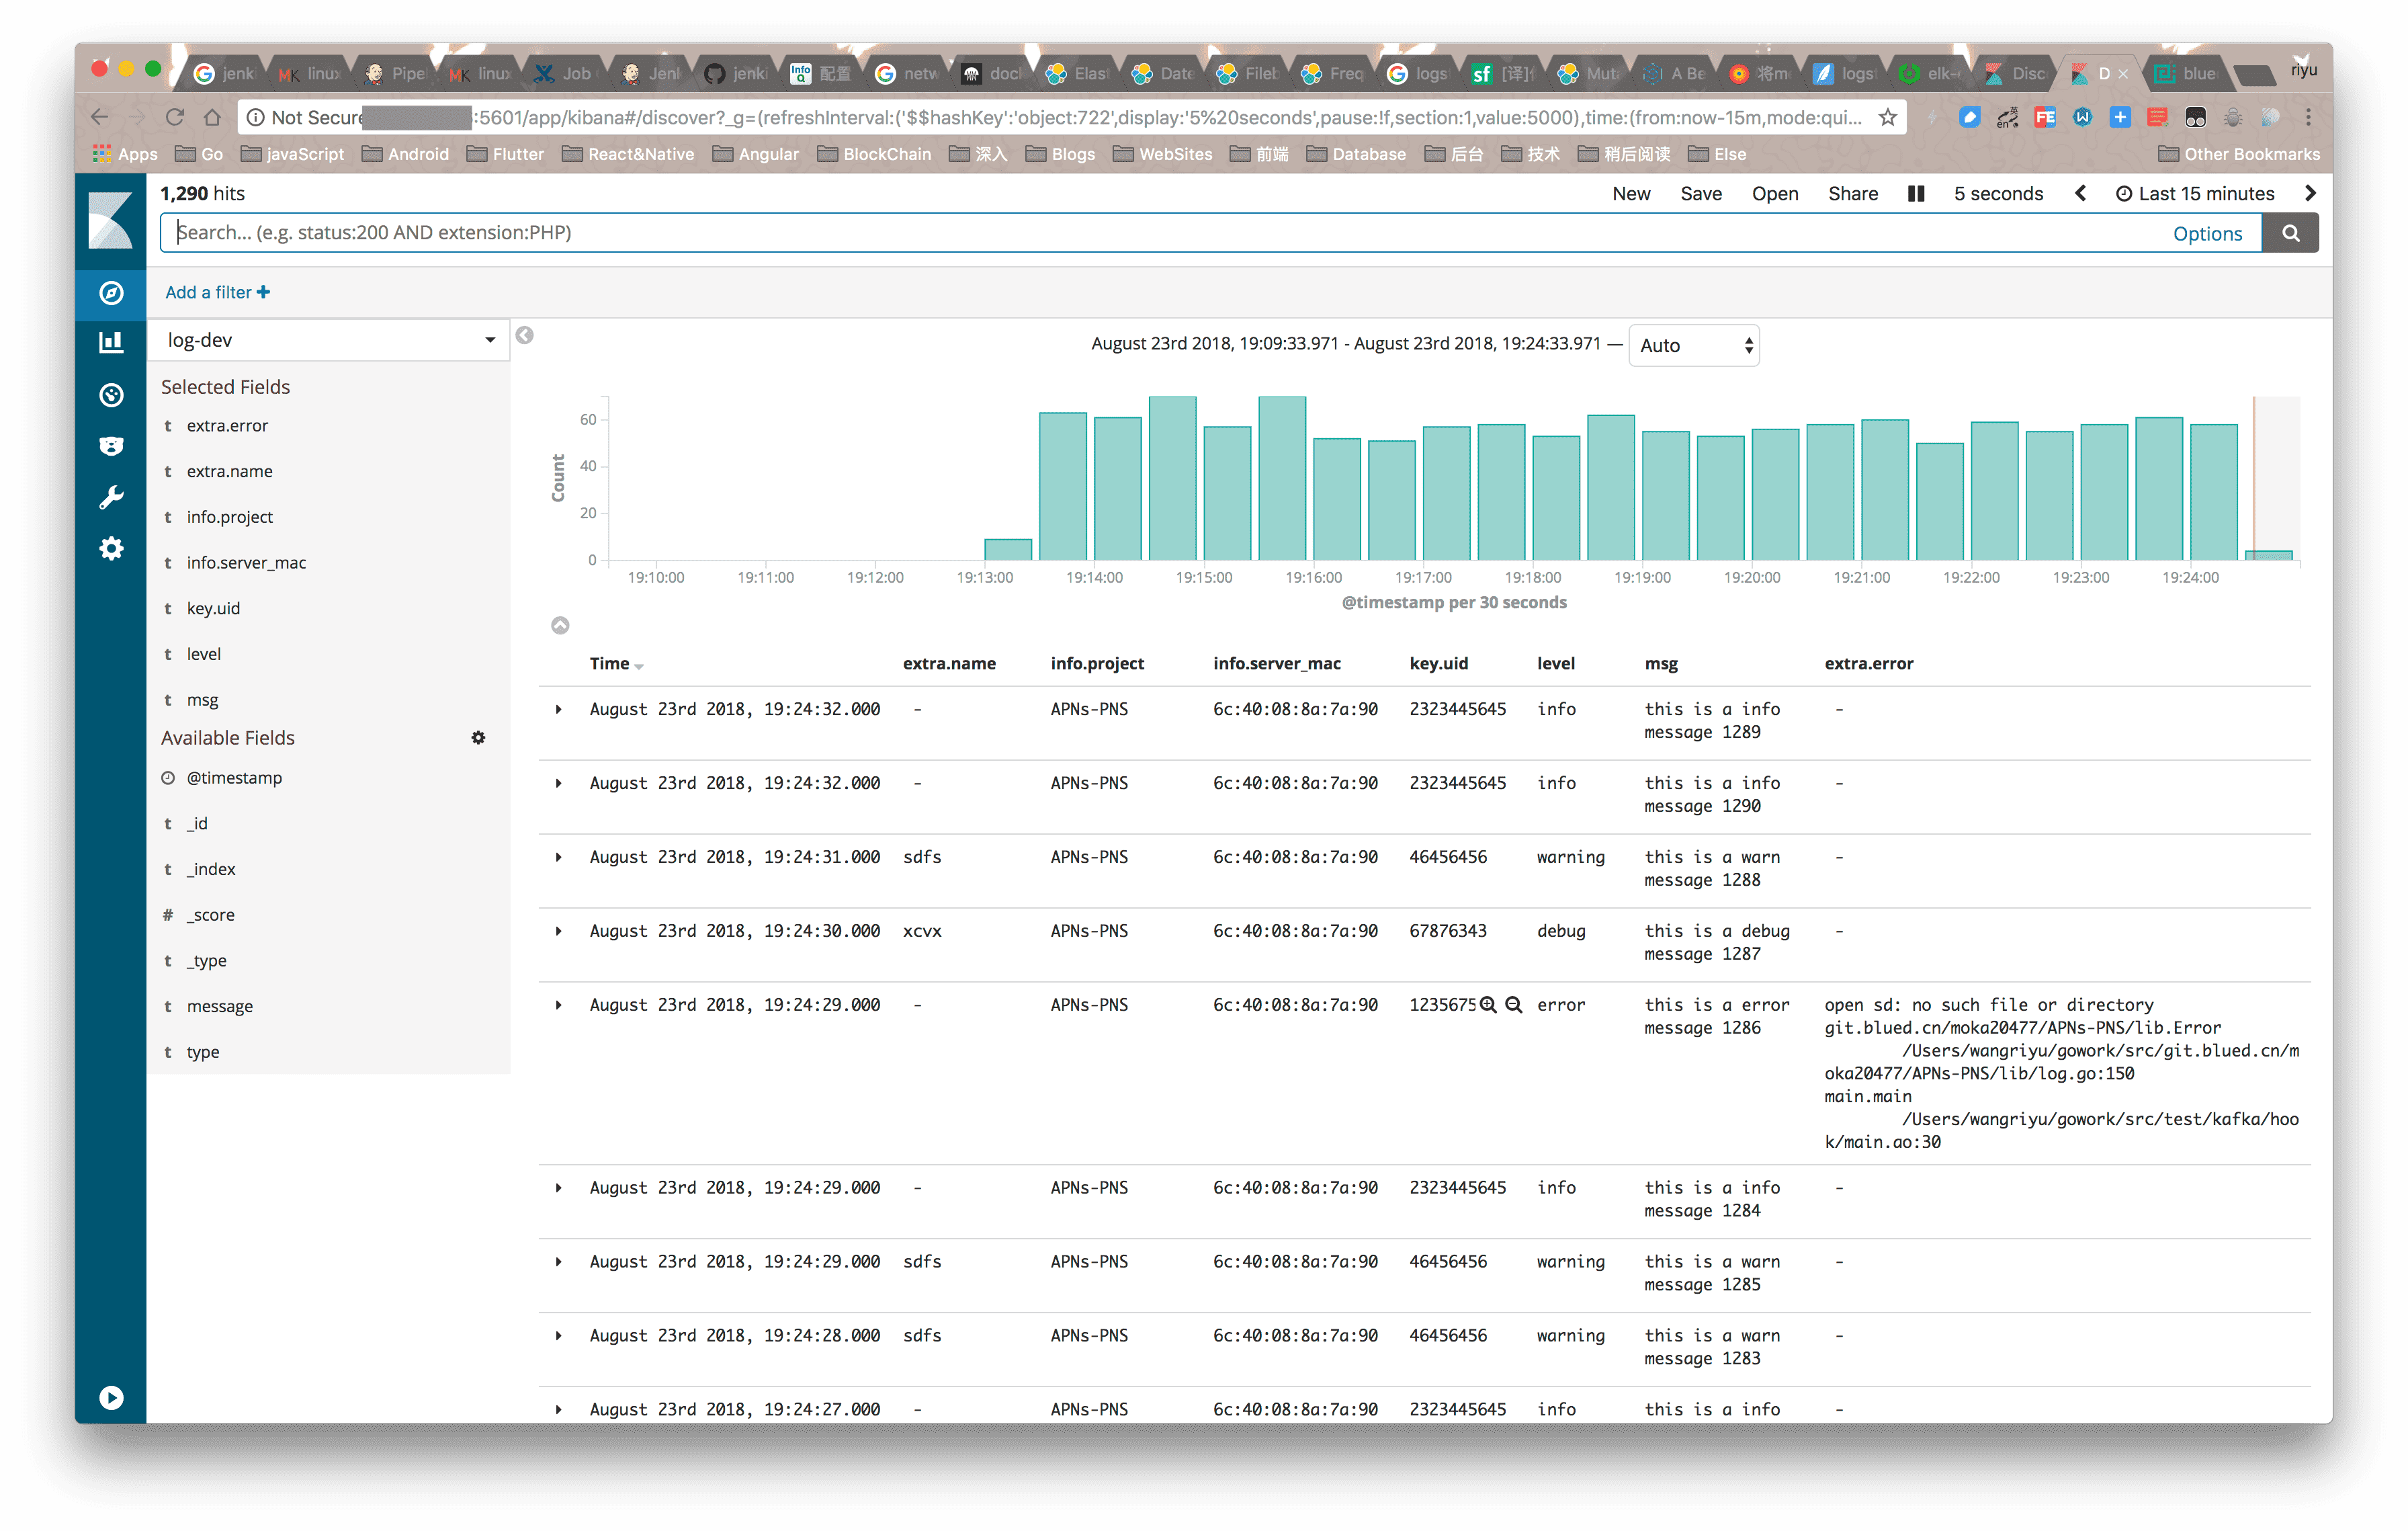 jenki
linux
Pipe
linux
Job
Jenl
jenki
配置
netw
dock
Elast
Date
Fileb
Freq
logs
[译]
Muta
A Be
将m
logst
elk-
Disc
D
blue
riyu
Not Secure :5601/app/kibana#/discover?_g=(refreshInterval:('$$hashKey':'object:722',display:'5%20seconds',pause:!f,section:1,value:5000),time:(from:now-15m,mode:qui...
Apps Go javaScript Android Flutter React&Native Angular BlockChain 深入 Blogs WebSites 前端 Database 后台 技术 稍后阅读 Else Other Bookmarks
1,290 hits
New Save Open Share 5 seconds Last 15 minutes
Search... (e.g. status:200 AND extension:PHP)
Options
Add a filter +
log-dev
August 23rd 2018, 19:09:33.971 - August 23rd 2018, 19:24:33.971 — Auto
Selected Fields
t extra.error
t extra.name
t info.project
t info.server_mac
t key.uid
t level
t msg
Available Fields
@timestamp
t _id
t _index
# _score
t _type
t message
t type
Count
60
40
20
0
19:10:00 19:11:00 19:12:00 19:13:00 19:14:00 19:15:00 19:16:00 19:17:00 19:18:00 19:19:00 19:20:00 19:21:00 19:22:00 19:23:00 19:24:00
@timestamp per 30 seconds
Time extra.name info.project info.server_mac key.uid level msg extra.error
August 23rd 2018, 19:24:32.000 - APNs-PNS 6c:40:08:8a:7a:90 2323445645 info this is a info -
message 1289
August 23rd 2018, 19:24:32.000 - APNs-PNS 6c:40:08:8a:7a:90 2323445645 info this is a info -
message 1290
August 23rd 2018, 19:24:31.000 sdfs APNs-PNS 6c:40:08:8a:7a:90 46456456 warning this is a warn -
message 1288
August 23rd 2018, 19:24:30.000 xcvx APNs-PNS 6c:40:08:8a:7a:90 67876343 debug this is a debug -
message 1287
August 23rd 2018, 19:24:29.000 - APNs-PNS 6c:40:08:8a:7a:90 1235675 error this is a error open sd: no such file or directory
message 1286 git.blued.cn/moka20477/APNs-PNS/lib.Error
/Users/wangriyu/gowork/src/git.blued.cn/m
oka20477/APNs-PNS/lib/log.go:150
main.main
/Users/wangriyu/gowork/src/test/kafka/hoo
k/main.go:30
August 23rd 2018, 19:24:29.000 - APNs-PNS 6c:40:08:8a:7a:90 2323445645 info this is a info -
message 1284
August 23rd 2018, 19:24:29.000 sdfs APNs-PNS 6c:40:08:8a:7a:90 46456456 warning this is a warn -
message 1285
August 23rd 2018, 19:24:28.000 sdfs APNs-PNS 6c:40:08:8a:7a:90 46456456 warning this is a warn -
message 1283
August 23rd 2018, 19:24:27.000 - APNs-PNS 6c:40:08:8a:7a:90 2323445645 info this is a info -